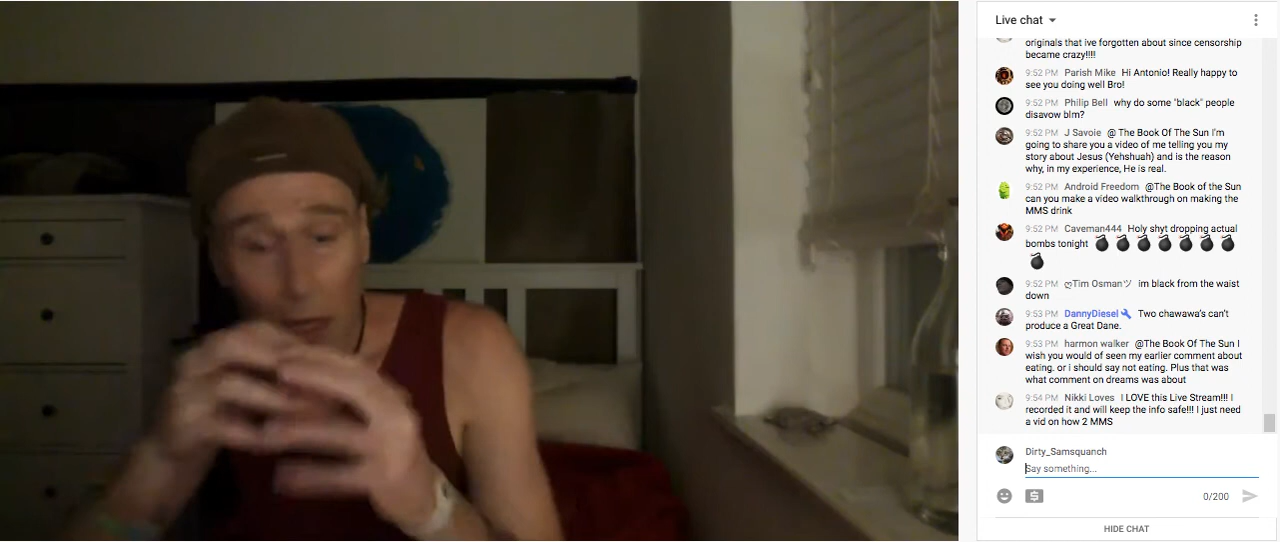 Live chat
originals that ive forgotten about since censorship
became crazy!!!!
9:52 PM Parish Mike Hi Antonio! Really happy to
see you doing well Bro!
9:52 PM Philip Bell why do some "black" people
disavow blm?
9:52 PM J Savoie @ The Book Of The Sun I'm
going to share you a video of me telling you my
story about Jesus (Yehshuah) and is the reason
why, in my experience, He is real.
9:52 PM Android Freedom @The Book of the Sun
can you make a video walkthrough on making the
MMS drink
9:52 PM Caveman444 Holy shyt dropping actual
bombs tonight 💣 💣 💣 💣 💣 💣 💣
💣
9:52 PM ღTim Osmanツ im black from the waist
down
9:53 PM DannyDiesel Two chawawa's can't
produce a Great Dane.
9:53 PM harmon walker @The Book Of The Sun I
wish you would of seen my earlier comment about
eating. or i should say not eating. Plus that was
what comment on dreams was about
9:54 PM Nikki Loves I LOVE this Live Stream!!! I
recorded it and will keep the info safe!!! I just need
a vid on how 2 MMS
Dirty_Samsquanch
Say something...
0/200
HIDE CHAT